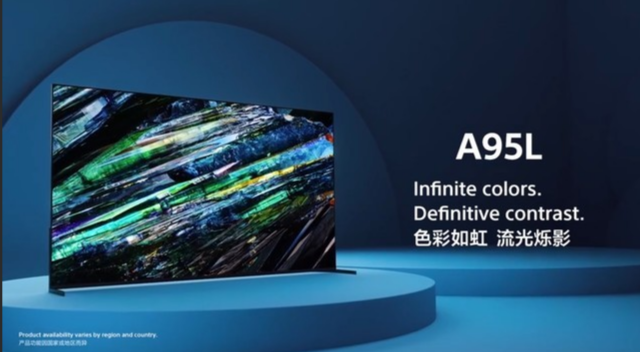 A95L
Infinite colors.
Definitive contrast.
色彩如虹 流光烁影
Product availability varies by region and country.
产品功能因国家或地区而异